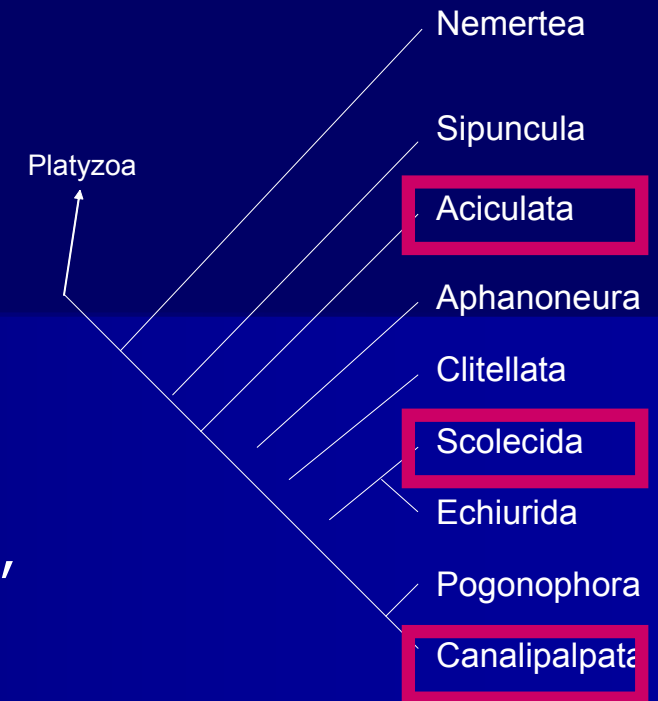 Nemertea
Sipuncula
Platyzoa
Aciculata
Aphanoneura
Clitellata
Scolecida
Echiurida
,
Pogonophora
Canalipalpata